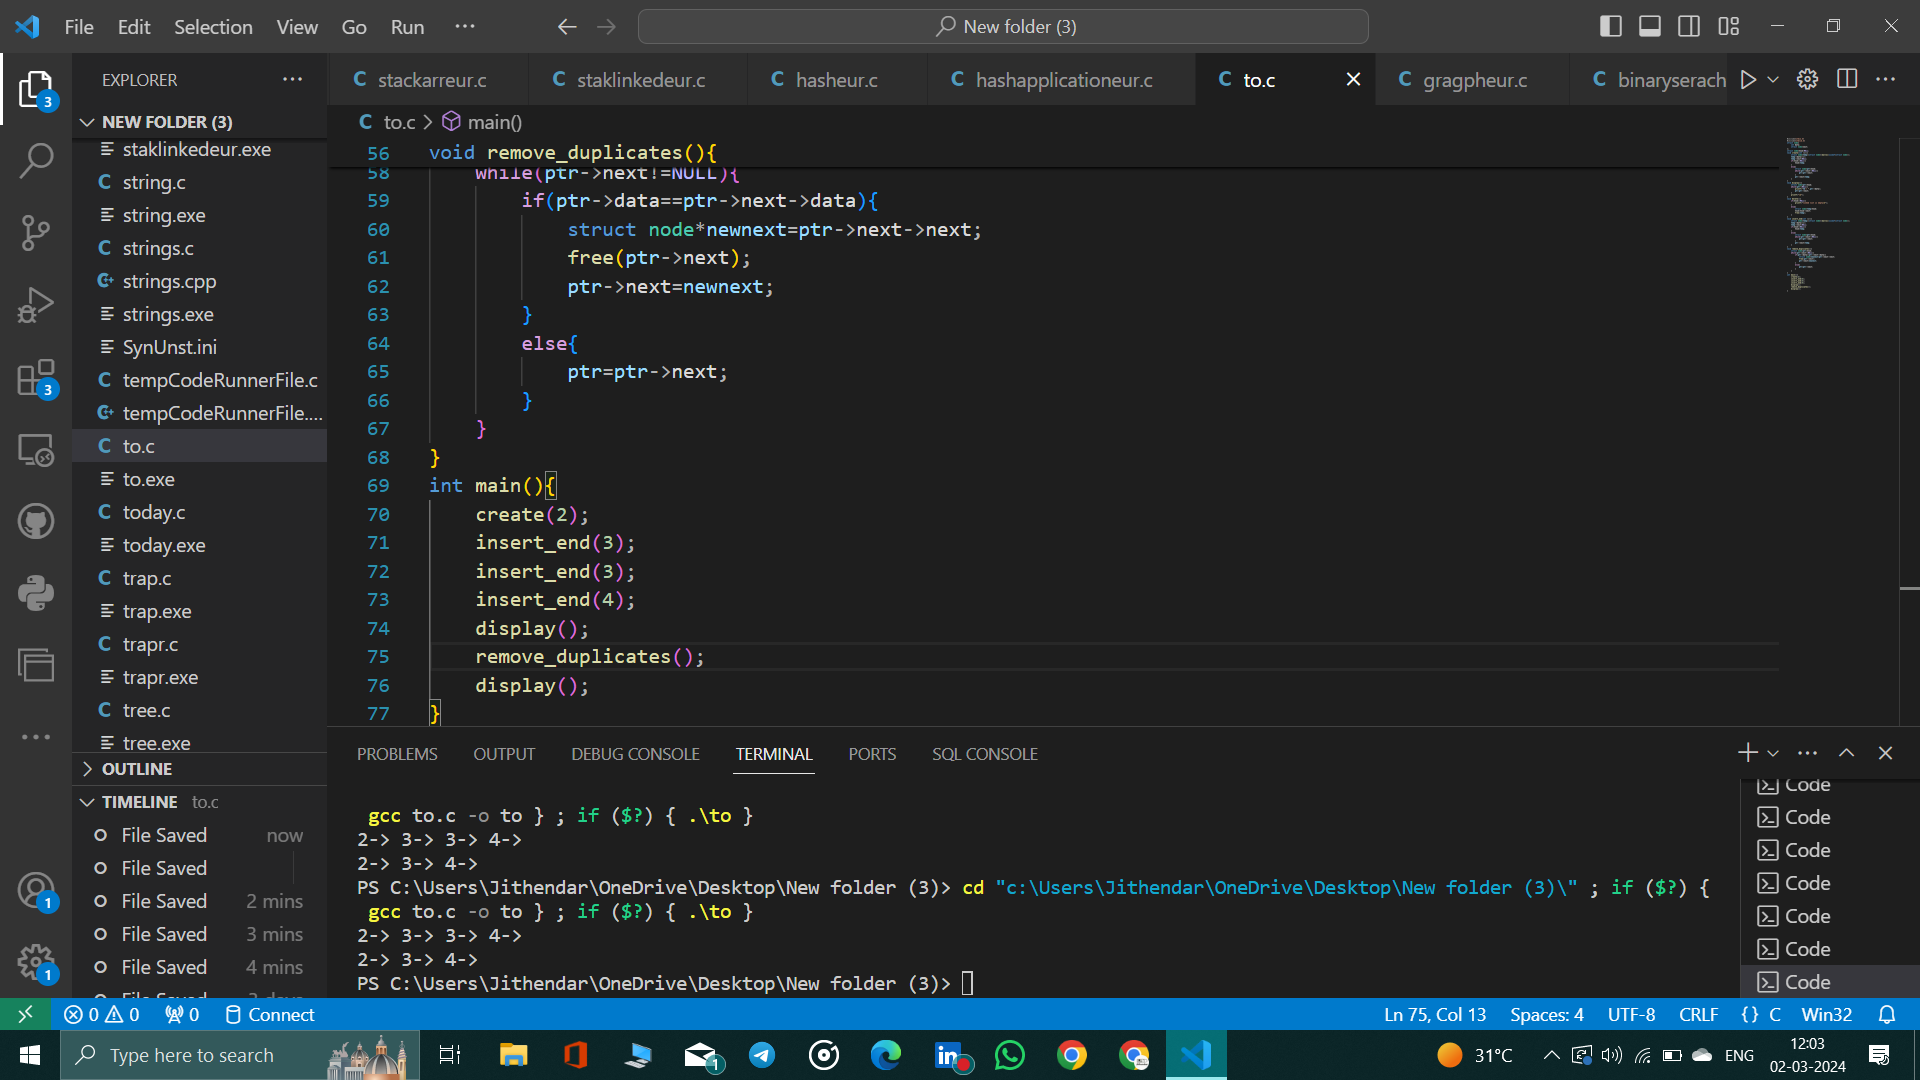 File Edit Selection View Go Run ··· New folder (3)
EXPLORER ···
stackarreur.c staklinkedeur.c hasheur.c hashapplicationeur.c to.c gragpheur.c binaryserach
NEW FOLDER (3)
to.c > main()
staklinkedeur.exe
string.c
string.exe
strings.c
strings.cpp
strings.exe
SynUnst.ini
tempCodeRunnerFile.c
tempCodeRunnerFile....
to.c
to.exe
today.c
today.exe
trap.c
trap.exe
trapr.c
trapr.exe
tree.c
tree.exe
OUTLINE
TIMELINE to.c
File Saved now
File Saved
File Saved 2 mins
File Saved 3 mins
File Saved 4 mins
File Saved 3 days
56 void remove_duplicates(){
58 while(ptr->next!=NULL){
59 if(ptr->data==ptr->next->data){
60 struct node*newnext=ptr->next->next;
61 free(ptr->next);
62 ptr->next=newnext;
63 }
64 else{
65 ptr=ptr->next;
66 }
67 }
68 }
69 int main(){
70 create(2);
71 insert_end(3);
72 insert_end(3);
73 insert_end(4);
74 display();
75 remove_duplicates();
76 display();
77 }
PROBLEMS OUTPUT DEBUG CONSOLE TERMINAL PORTS SQL CONSOLE
gcc to.c -o to } ; if ($?) { .\to }
2-> 3-> 3-> 4->
2-> 3-> 4->
PS C:\Users\Jithendar\OneDrive\Desktop\New folder (3)> cd "c:\Users\Jithendar\OneDrive\Desktop\New folder (3)\" ; if ($?) {
gcc to.c -o to } ; if ($?) { .\to }
2-> 3-> 3-> 4->
2-> 3-> 4->
PS C:\Users\Jithendar\OneDrive\Desktop\New folder (3)>
Code
Code
Code
Code
Code
Code
Code
0 0 0 Connect Ln 75, Col 13 Spaces: 4 UTF-8 CRLF {} C Win32
Type here to search 31°C ENG 12:03
02-03-2024